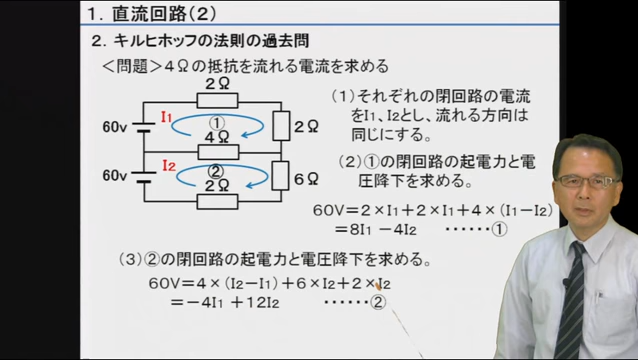 1．直流回路（2）
2．キルヒホッフの法則の過去問
＜問題＞４Ωの抵抗を流れる電流を求める
2Ω
60v
I1
①
2Ω
4Ω
60v
I2
②
6Ω
2Ω
（1）それぞれの閉回路の電流
をI1、I2とし、流れる方向は
同じにする。
（2）①の閉回路の起電力と電
圧降下を求める。
60V＝2×I1＋2×I1＋4×（I1－I2）
＝8I1 －4I2 ……①
（3）②の閉回路の起電力と電圧降下を求める。
60V＝4×（I2－I1）＋6×I2＋2×I2
＝－4I1 ＋12I2 ……②